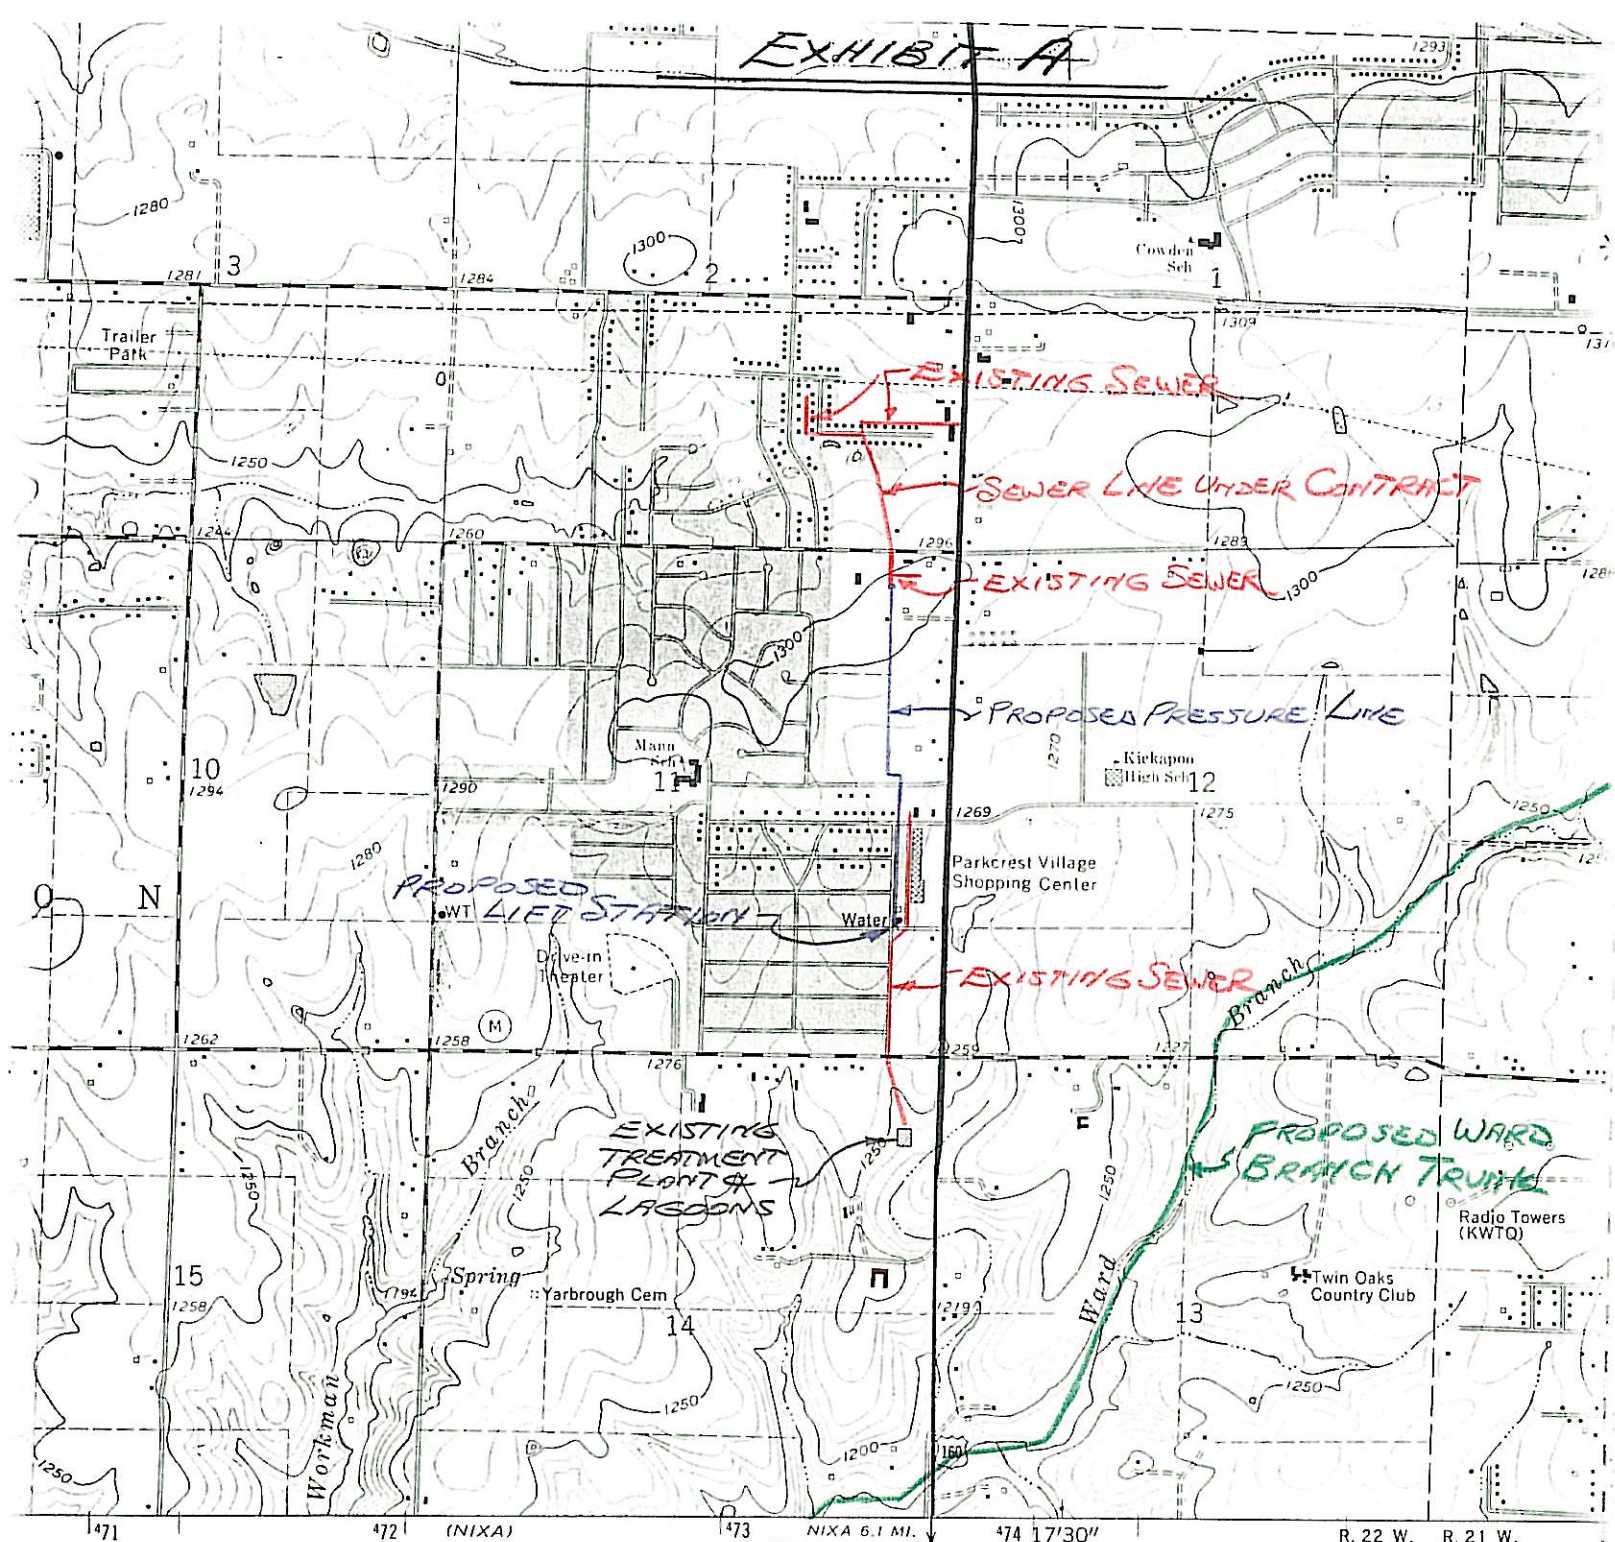 EXHIBIT A
1293
1280
1300
1300
Cowden
Sch
3
2
1
1281
1284
1309
Trailer
Park
EXISTING SEWER
1250
SEWER LINE UNDER CONTRACT
1244
1260
1296
1283
EXISTING SEWER
1300
1300
PROPOSED PRESSURE LINE
Mann
Sch
1270
Kickapoo
High Sch
10
11
12
1294
1290
1269
1275
1250
1280
Parkcrest Village
Shopping Center
PROPOSED
LIFT STATION
O N
WT
Water
Drive-in
Theater
EXISTING SEWER
Branch
M
1262
1258
1276
1259
1227
Branch
EXISTING
TREATMENT
PLANT &
LAGOONS
1250
PROPOSED WARD
BRANCH TRUNK
1250
1250
1250
Radio Towers
(KWTO)
15
Spring
1194
1258
Yarbrough Cem
14
1219
Ward
13
Twin Oaks
Country Club
1250
1250
Workman
1250
1200
160
471
472
(NIXA)
473
NIXA 6.1 MI.
474
17'30"
R. 22 W.
R. 21 W.